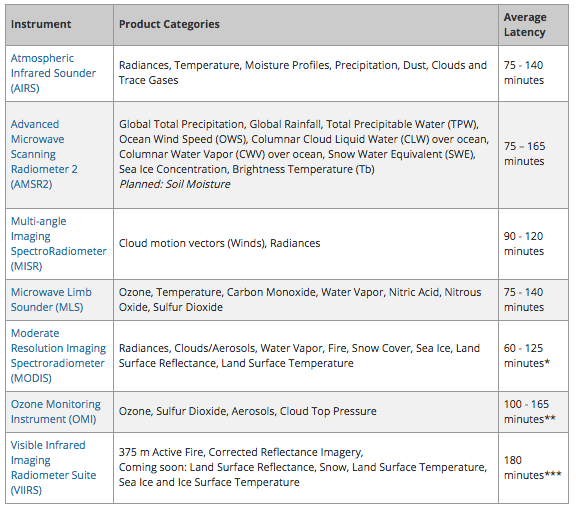 Instrument
Product Categories
Average
Latency
Atmospheric
Infrared Sounder
(AIRS)
Radiances, Temperature, Moisture Profiles, Precipitation, Dust, Clouds and
Trace Gases
75 - 140
minutes
Advanced
Microwave
Scanning
Radiometer 2
(AMSR2)
Global Total Precipitation, Global Rainfall, Total Precipitable Water (TPW),
Ocean Wind Speed (OWS), Columnar Cloud Liquid Water (CLW) over ocean,
Columnar Water Vapor (CWV) over ocean, Snow Water Equivalent (SWE),
Sea Ice Concentration, Brightness Temperature (Tb)
Planned: Soil Moisture
75 – 165
minutes
Multi-angle
Imaging
SpectroRadiometer
(MISR)
Cloud motion vectors (Winds), Radiances
90 - 120
minutes
Microwave Limb
Sounder (MLS)
Ozone, Temperature, Carbon Monoxide, Water Vapor, Nitric Acid, Nitrous
Oxide, Sulfur Dioxide
75 - 140
minutes
Moderate
Resolution Imaging
Spectroradiometer
(MODIS)
Radiances, Clouds/Aerosols, Water Vapor, Fire, Snow Cover, Sea Ice, Land
Surface Reflectance, Land Surface Temperature
60 - 125
minutes*
Ozone Monitoring
Instrument (OMI)
Ozone, Sulfur Dioxide, Aerosols, Cloud Top Pressure
100 - 165
minutes**
Visible Infrared
Imaging
Radiometer Suite
(VIIRS)
375 m Active Fire, Corrected Reflectance Imagery,
Coming soon: Land Surface Reflectance, Snow, Land Surface Temperature,
Sea Ice and Ice Surface Temperature
180
minutes***